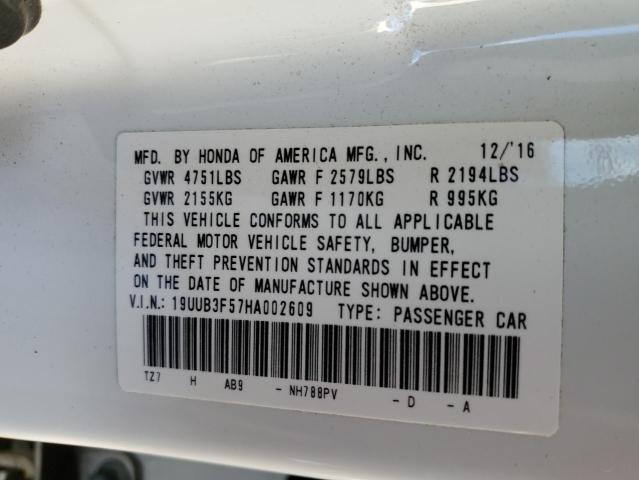 MFD. BY HONDA OF AMERICA MFG., INC. 12/'16
GVWR 4751LBS GAWR F 2579LBS R 2194LBS
GVWR 2155KG GAWR F 1170KG R 995KG
THIS VEHICLE CONFORMS TO ALL APPLICABLE
FEDERAL MOTOR VEHICLE SAFETY, BUMPER,
AND THEFT PREVENTION STANDARDS IN EFFECT
ON THE DATE OF MANUFACTURE SHOWN ABOVE.
V.I.N.: 19UUB3F57HA002609 TYPE: PASSENGER CAR
TZ7 H AB9 - NH788PV - D - A